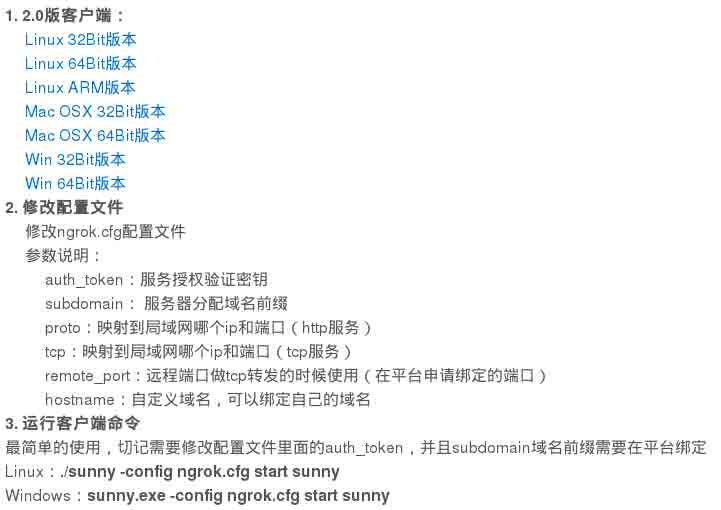 1. 2.0版客户端：
Linux 32Bit版本
Linux 64Bit版本
Linux ARM版本
Mac OSX 32Bit版本
Mac OSX 64Bit版本
Win 32Bit版本
Win 64Bit版本
2. 修改配置文件
修改ngrok.cfg配置文件
参数说明：
auth_token：服务授权验证密钥
subdomain： 服务器分配域名前缀
proto：映射到局域网哪个ip和端口（http服务）
tcp：映射到局域网哪个ip和端口（tcp服务）
remote_port：远程端口做tcp转发的时候使用（在平台申请绑定的端口）
hostname：自定义域名，可以绑定自己的域名
3. 运行客户端命令
最简单的使用，切记需要修改配置文件里面的auth_token，并且subdomain域名前缀需要在平台绑定
Linux：./sunny -config ngrok.cfg start sunny
Windows：sunny.exe -config ngrok.cfg start sunny